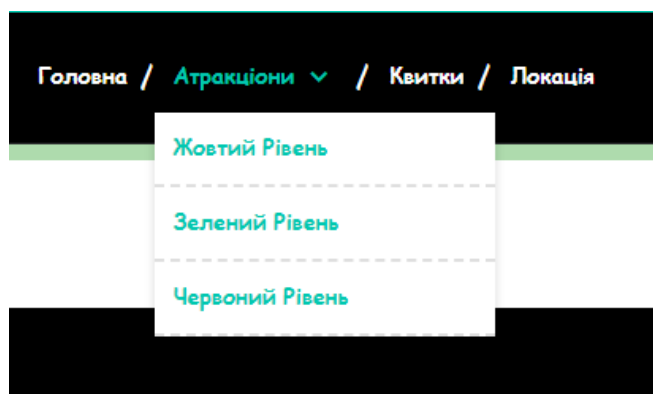 Головна / Атракціони / Квитки / Локація
Жовтий Рівень
Зелений Рівень
Червоний Рівень